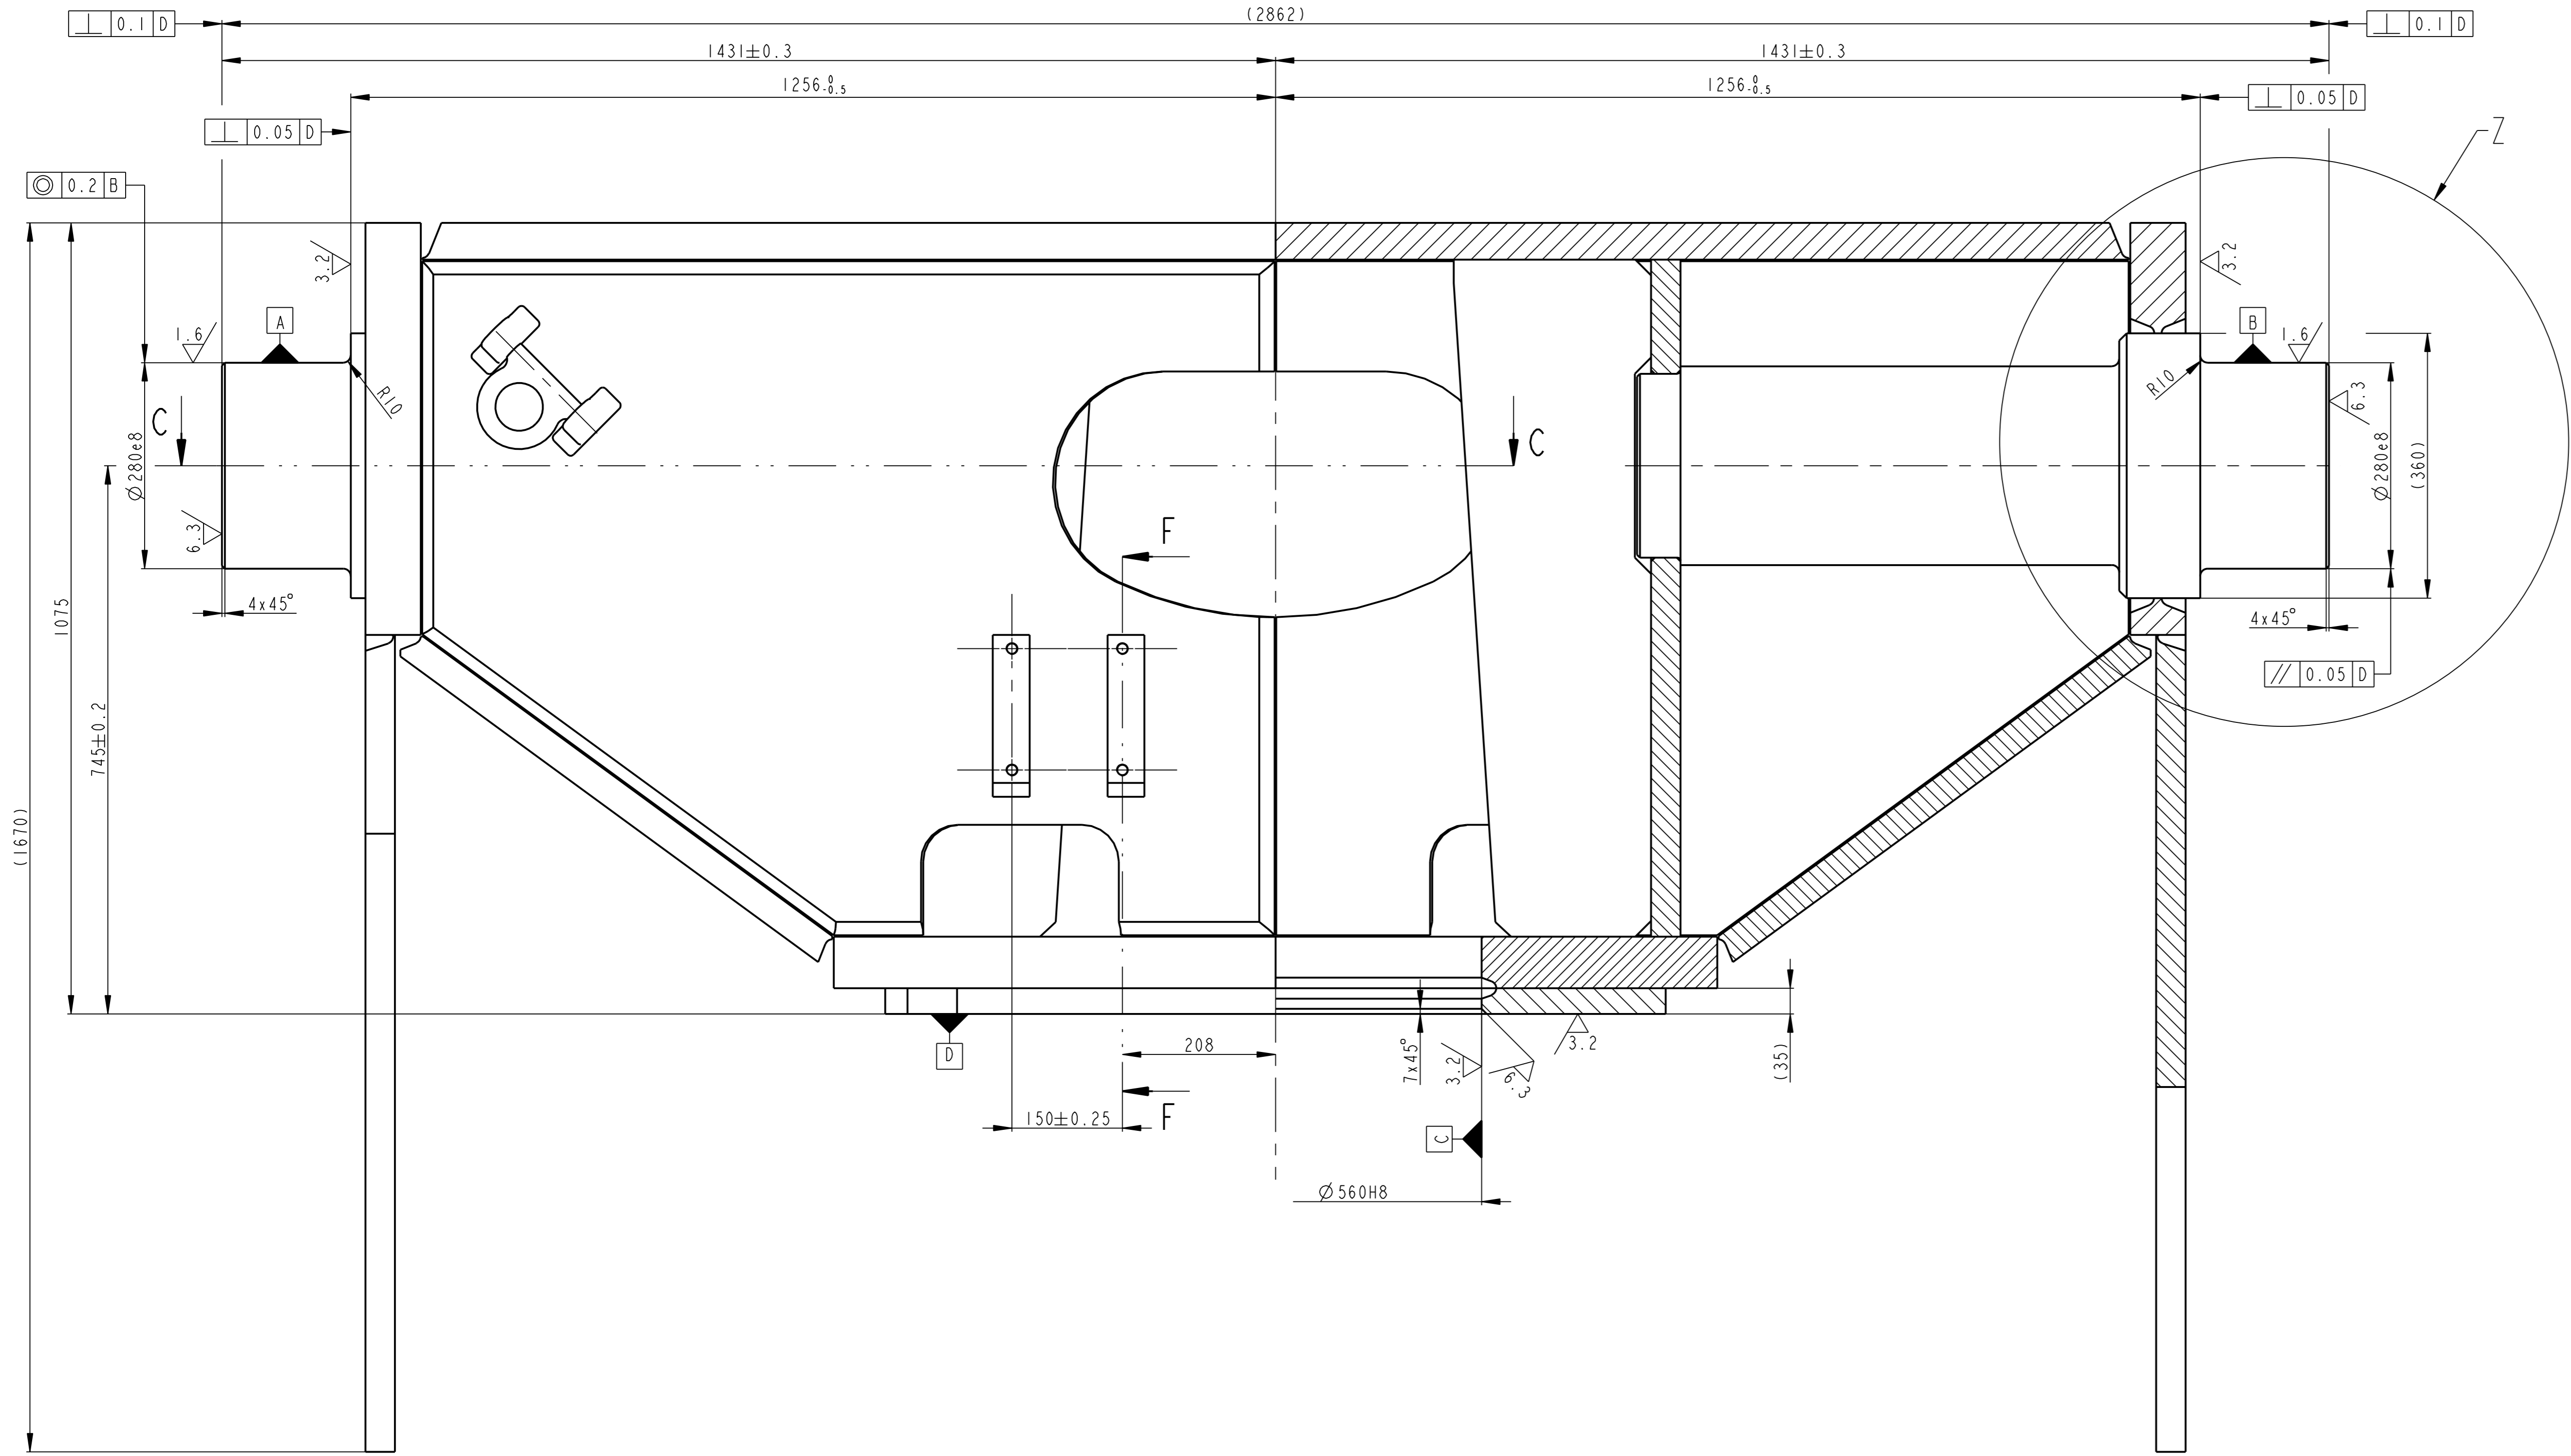 (2862)
⊥ 0.1 D
⊥ 0.1 D
1431±0.3
1431±0.3
1256 0 -0.5
1256 0 -0.5
⊥ 0.05 D
⊥ 0.05 D
Z
◎ 0.2 B
3.2
3.2
A
B
1.6
1.6
R10
R10
6.3
C
C
Ø280e8
Ø280e8
(360)
6.3
F
4x45°
4x45°
1075
// 0.05 D
745±0.2
(1670)
D
208
7x45°
3.2
6.3
3.2
(35)
150±0.25
F
C
Ø560H8